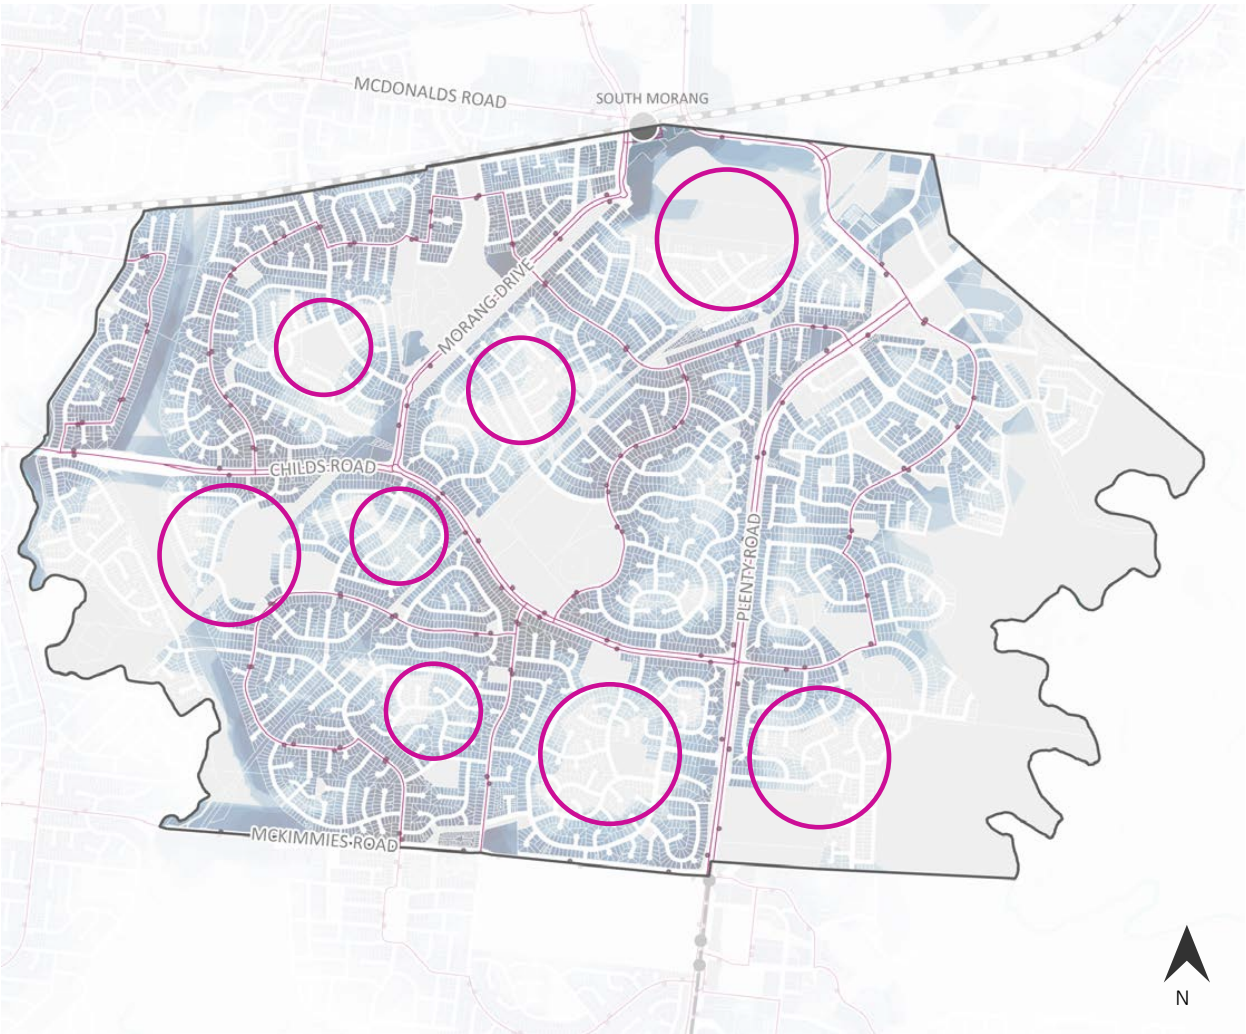 MCDONALDS ROAD
SOUTH MORANG
MORANG DRIVE
CHILDS ROAD
PLENTY ROAD
MCKIMMIES ROAD
N